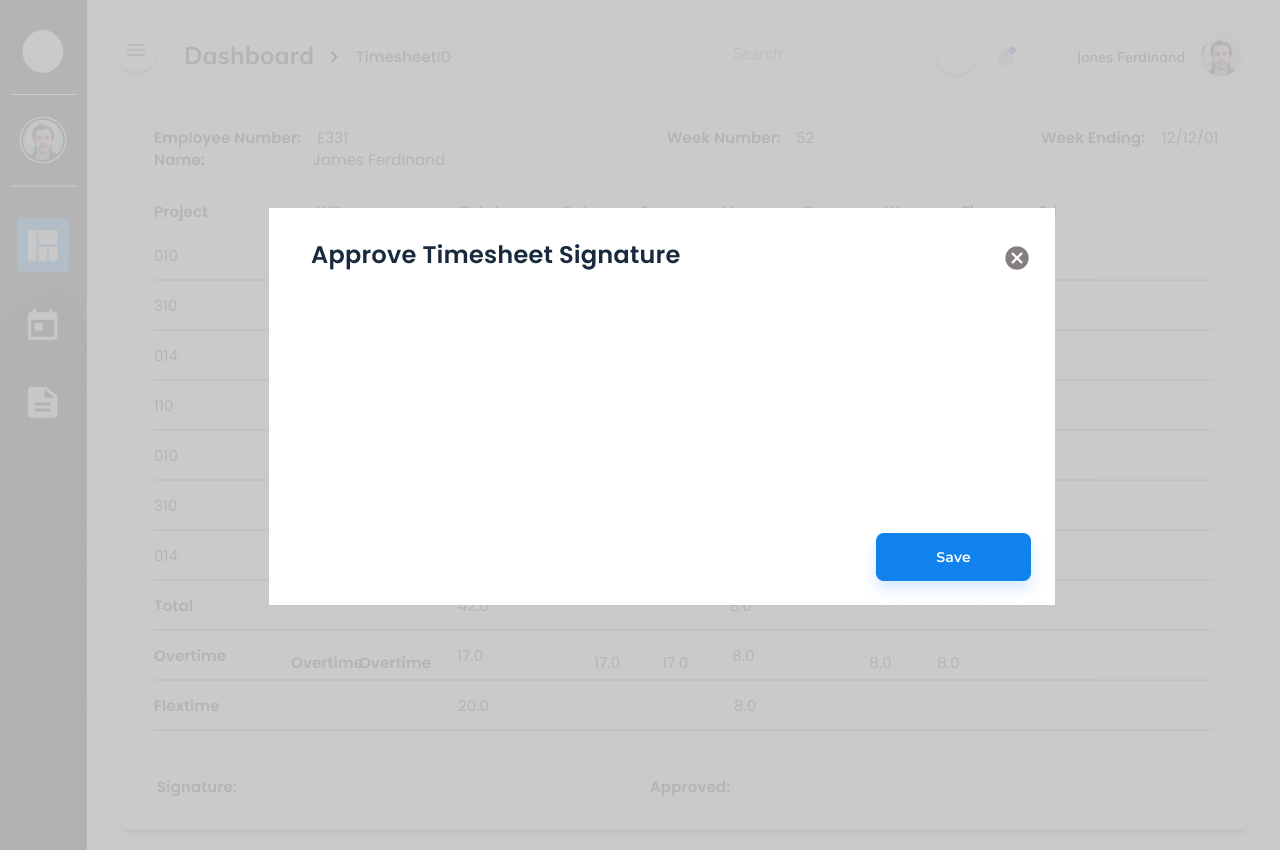 Dashboard > TimesheetID Search Jones Ferdinand
Employee Number: E331 Week Number: 52 Week Ending: 12/12/01
Name: James Ferdinand
Project
Approve Timesheet Signature
010
310
014
110
010
310
014
Save
Total 42.0 8.0
Overtime 17.0 8.0
Overtime Overtime 17.0 17.0 8.0 8.0
Flextime 20.0 8.0
Signature: Approved: